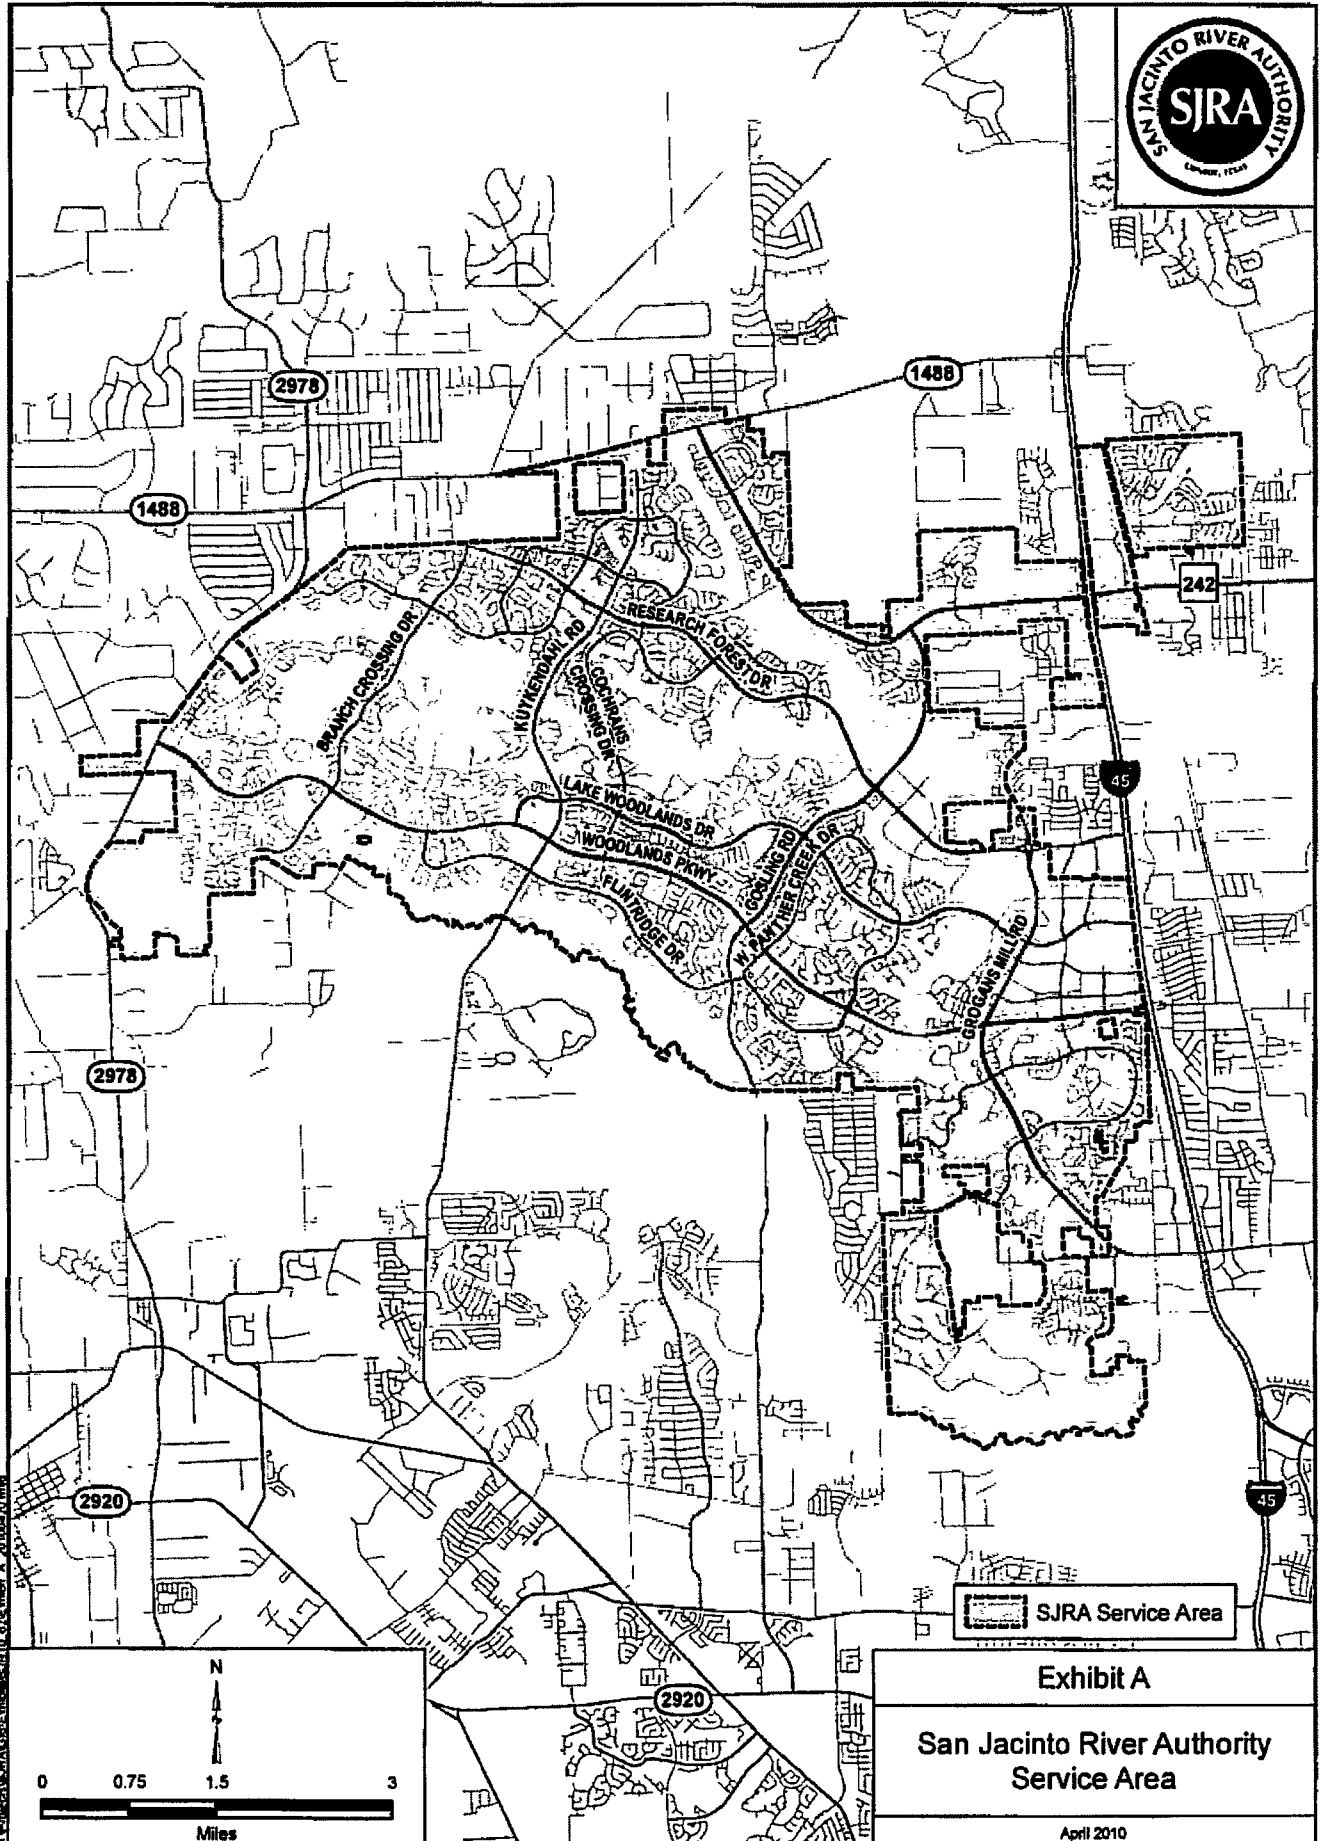 SAN JACINTO RIVER AUTHORITY
SJRA
2978
1488
1488
242
RESEARCH FOREST DR
BRANCH CROSSING DR
KUYKENDAHL RD
COCHRANS
CROSSING DR
45
LAKE WOODLANDS DR
WOODLANDS PKWY
GOSLING RD
W. PANTHER CREEK DR
FLINTRIDGE DR
GROGANS MILL RD
2978
45
2920
SJRA Service Area
2920
N
0 0.75 1.5 3
Miles
Exhibit A
San Jacinto River Authority
Service Area
April 2010